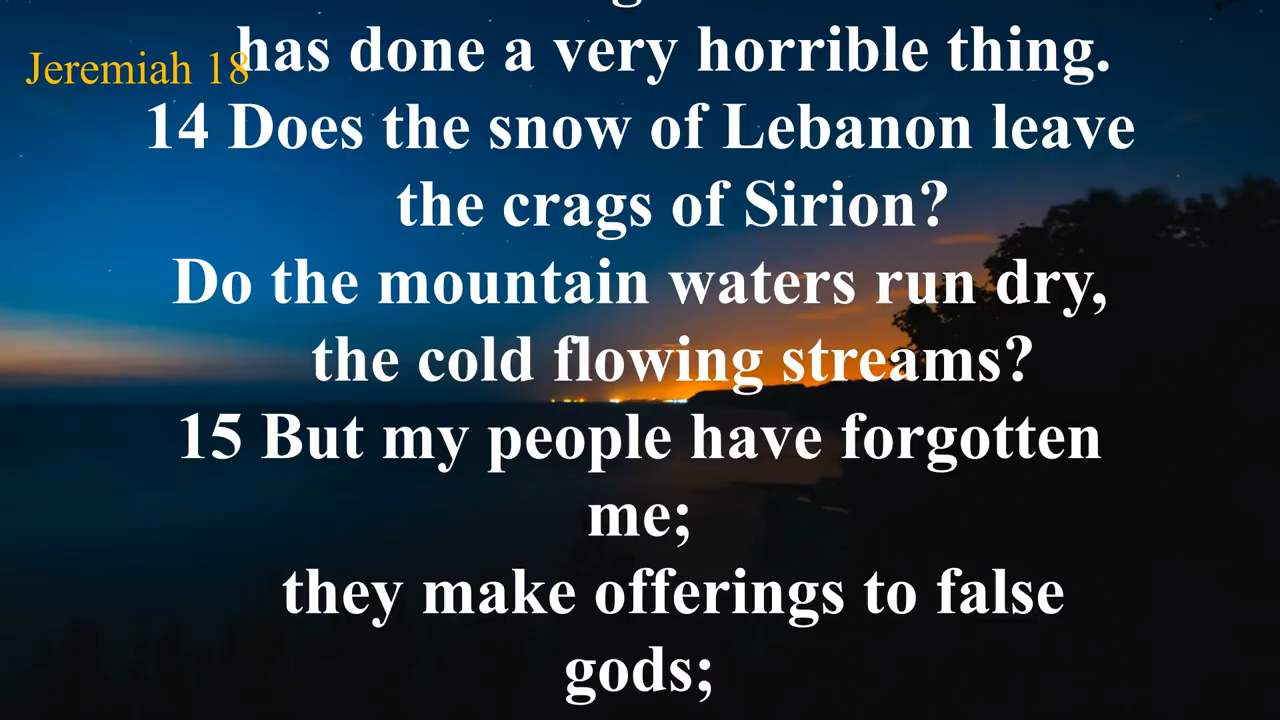 Jeremiah 18
has done a very horrible thing.
14 Does the snow of Lebanon leave
the crags of Sirion?
Do the mountain waters run dry,
the cold flowing streams?
15 But my people have forgotten
me;
they make offerings to false
gods;